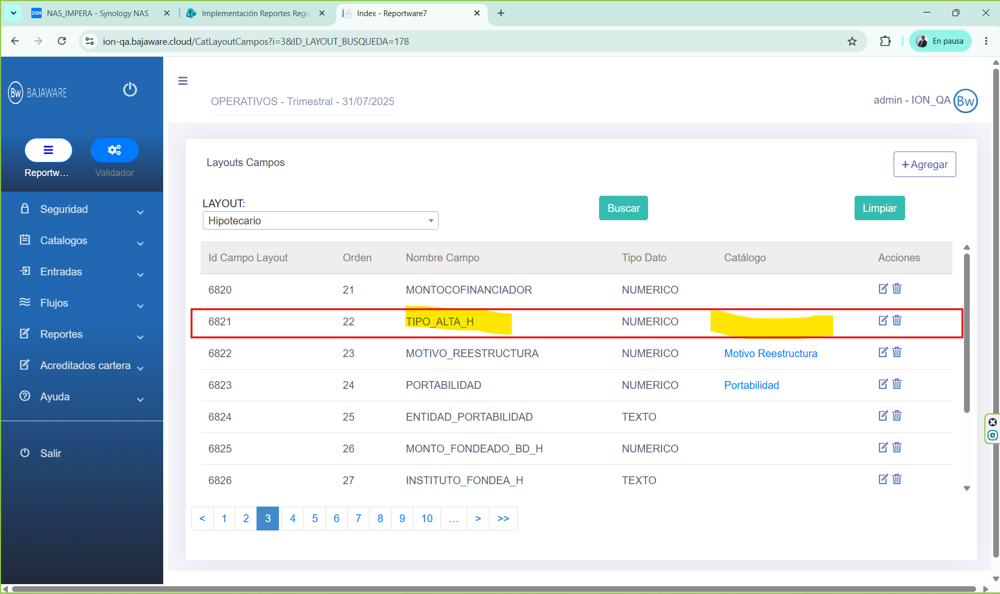 NAS_IMPERA - Synology NAS
Implementación Reportes Regu
Index - Reportware7
ion-qa.bajaware.cloud/CatLayoutCampos?i=3&ID_LAYOUT_BUSQUEDA=178
En pausa
Bw BAJAWARE
OPERATIVOS - Trimestral - 31/07/2025
admin - ION_QA Bw
Reportw...
Validador
Seguridad
Catalogos
Entradas
Flujos
Reportes
Acreditados cartera
Ayuda
Salir
Layouts Campos
+Agregar
LAYOUT:
Hipotecario
Buscar
Limpiar
Id Campo Layout Orden Nombre Campo Tipo Dato Catálogo Acciones
6820 21 MONTOCOFINANCIADOR NUMERICO
6821 22 TIPO_ALTA_H NUMERICO
6822 23 MOTIVO_REESTRUCTURA NUMERICO Motivo Reestructura
6823 24 PORTABILIDAD NUMERICO Portabilidad
6824 25 ENTIDAD_PORTABILIDAD TEXTO
6825 26 MONTO_FONDEADO_BD_H NUMERICO
6826 27 INSTITUTO_FONDEA_H TEXTO
< 1 2 3 4 5 6 7 8 9 10 ... > >>